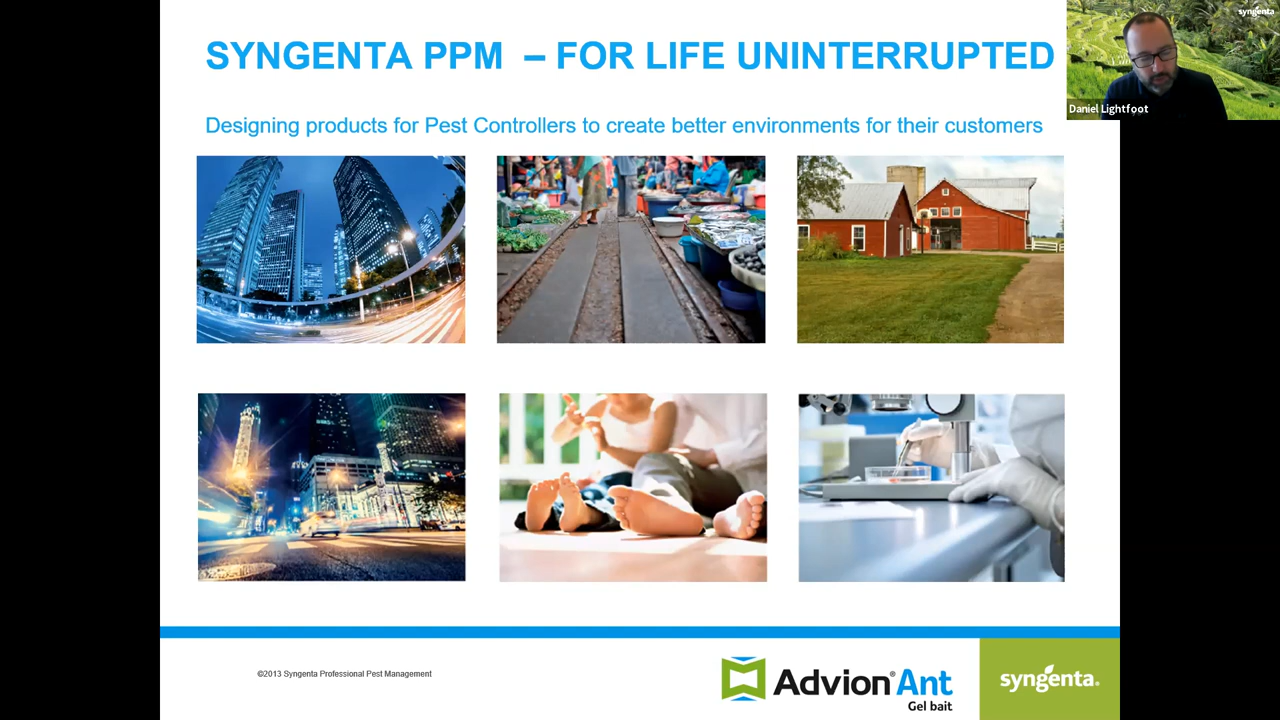 SYNGENTA PPM – FOR LIFE UNINTERRUPTED
syngenta
Daniel Lightfoot
Designing products for Pest Controllers to create better environments for their customers
©2013 Syngenta Professional Pest Management
Advion® Ant
Gel bait
syngenta®